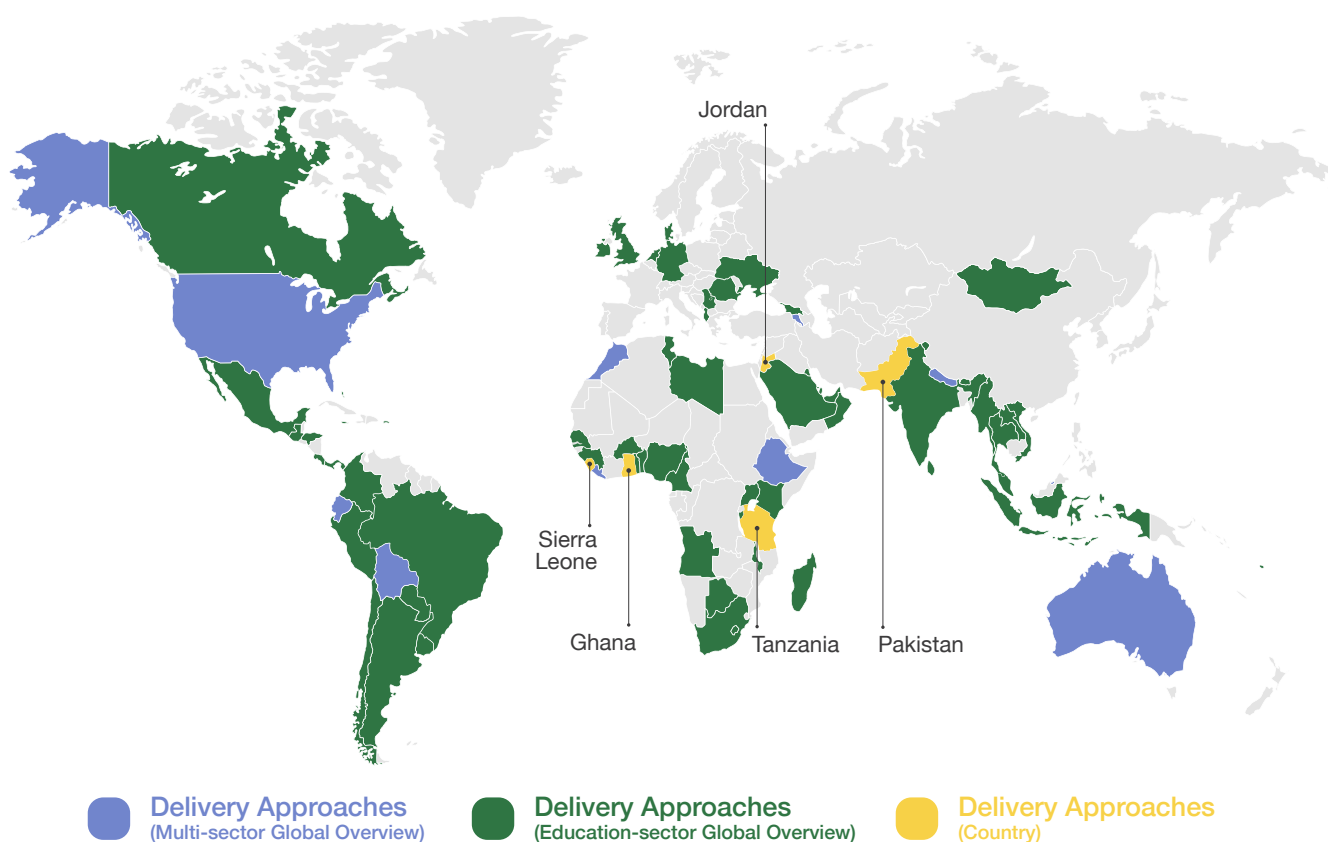 Jordan
Sierra
Leone
Ghana
Tanzania
Pakistan
Delivery Approaches
(Multi-sector Global Overview)
Delivery Approaches
(Education-sector Global Overview)
Delivery Approaches
(Country)